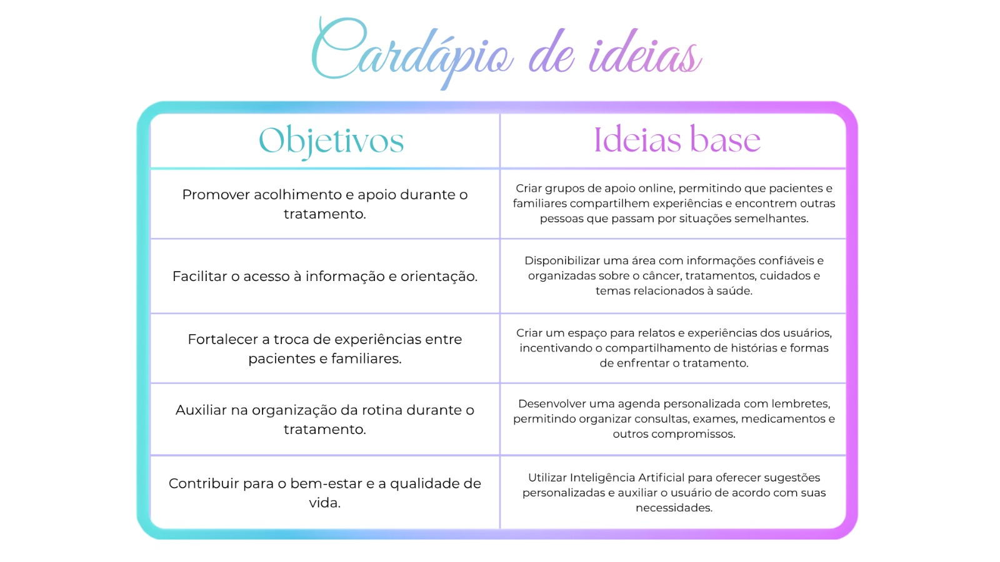 Cardápio de ideias
Objetivos
Ideias base
Promover acolhimento e apoio durante o
tratamento.
Criar grupos de apoio online, permitindo que pacientes e
familiares compartilhem experiências e encontrem outras
pessoas que passam por situações semelhantes.
Facilitar o acesso à informação e orientação.
Disponibilizar uma área com informações confiáveis e
organizadas sobre o câncer, tratamentos, cuidados e
temas relacionados à saúde.
Fortalecer a troca de experiências entre
pacientes e familiares.
Criar um espaço para relatos e experiências dos usuários,
incentivando o compartilhamento de histórias e formas
de enfrentar o tratamento.
Auxiliar na organização da rotina durante o
tratamento.
Desenvolver uma agenda personalizada com lembretes,
permitindo organizar consultas, exames, medicamentos e
outros compromissos.
Contribuir para o bem-estar e a qualidade de
vida.
Utilizar Inteligência Artificial para oferecer sugestões
personalizadas e auxiliar o usuário de acordo com suas
necessidades.